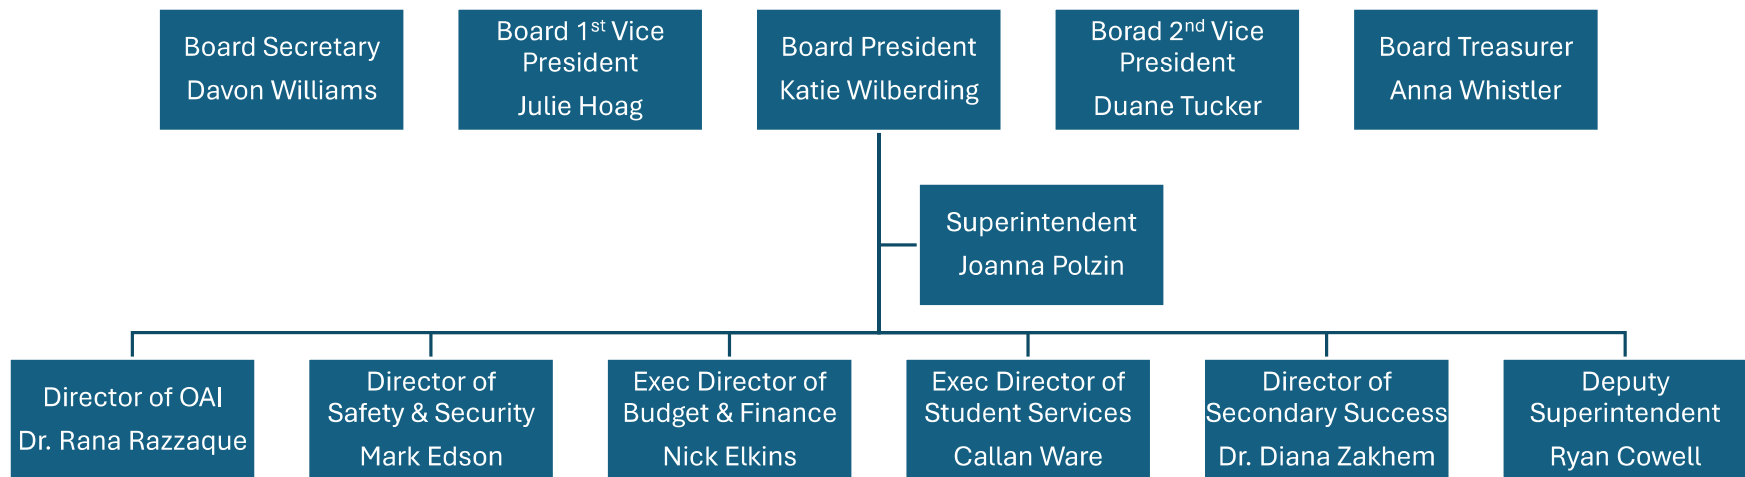 Board Secretary
Davon Williams
Board 1st Vice
President
Julie Hoag
Board President
Katie Wilberding
Borad 2nd Vice
President
Duane Tucker
Board Treasurer
Anna Whistler
Superintendent
Joanna Polzin
Director of OAI
Dr. Rana Razzaque
Director of
Safety & Security
Mark Edson
Exec Director of
Budget & Finance
Nick Elkins
Exec Director of
Student Services
Callan Ware
Director of
Secondary Success
Dr. Diana Zakhem
Deputy
Superintendent
Ryan Cowell